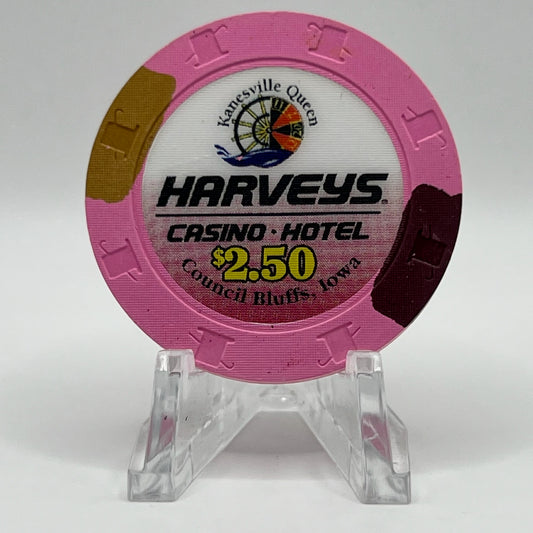 Kanesville Queen
HARVEYS
CASINO · HOTEL
$2.50
Council Bluffs, Iowa